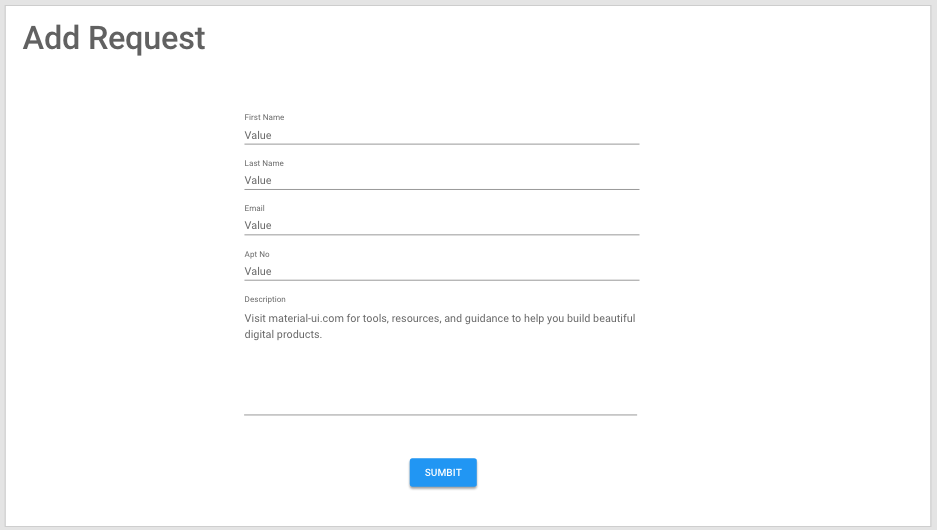 Add Request
First Name
Value
Last Name
Value
Email
Value
Apt No
Value
Description
Visit material-ui.com for tools, resources, and guidance to help you build beautiful
digital products.
SUMBIT